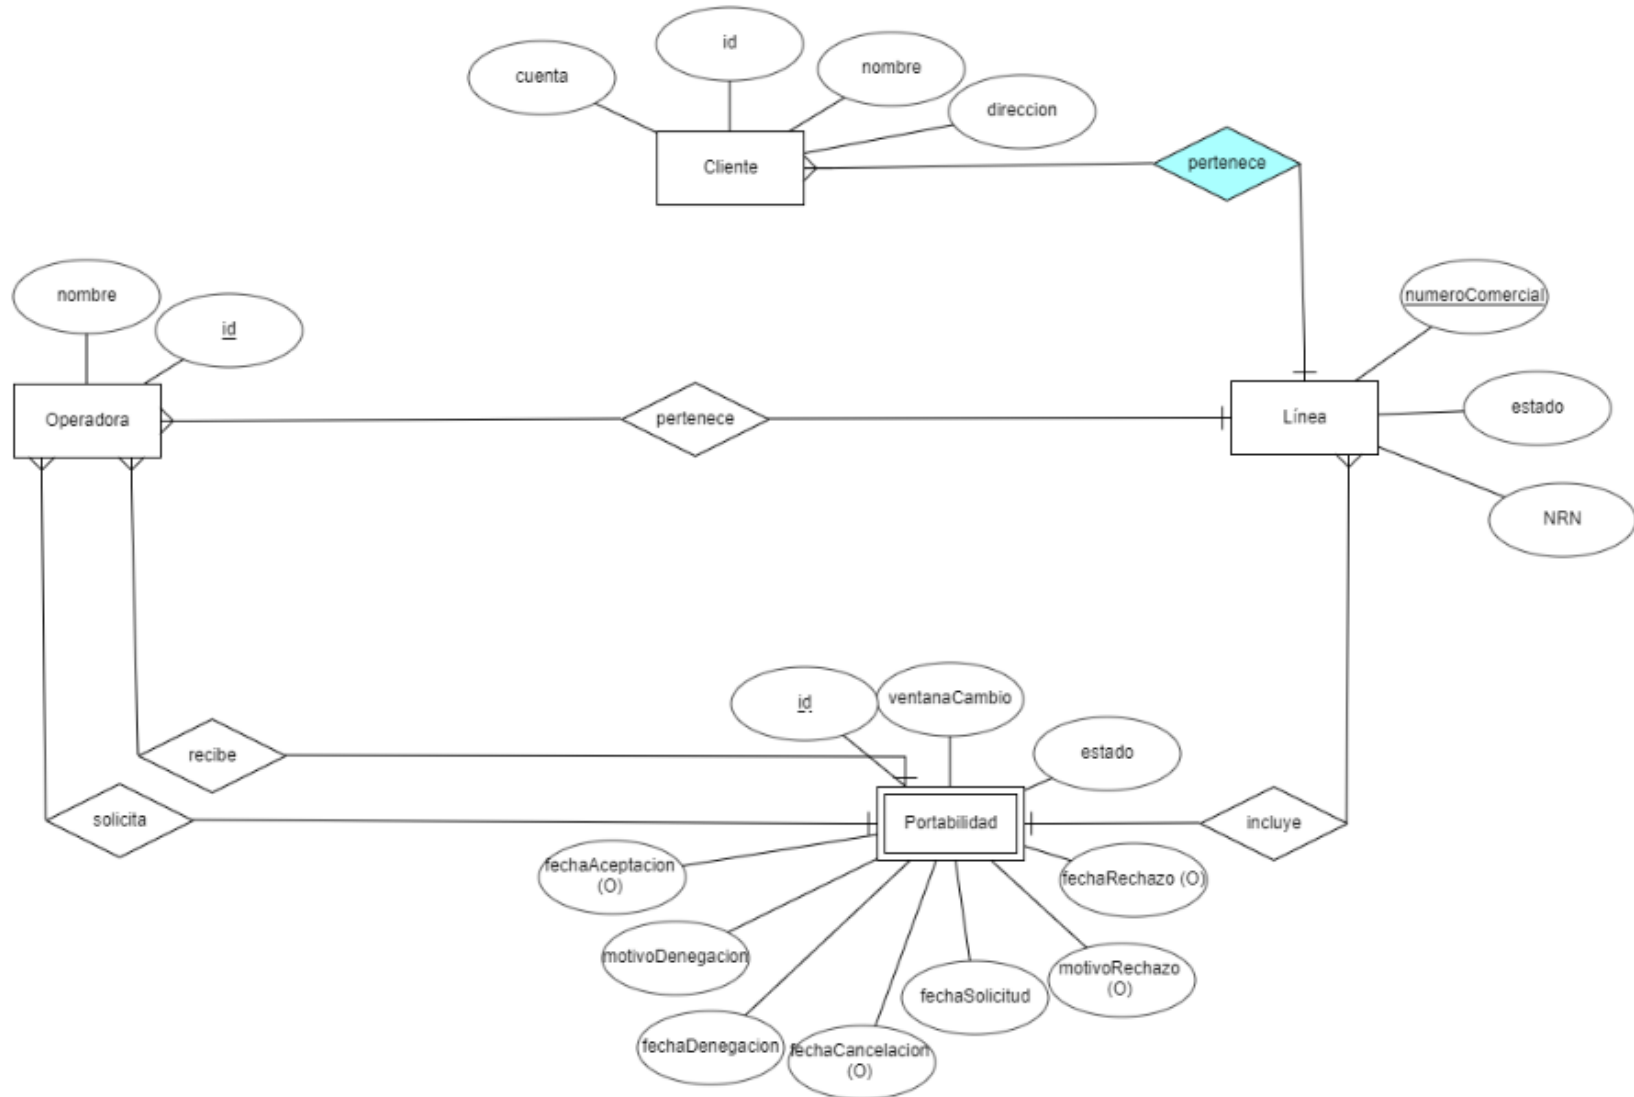 id
nombre
cuenta
direccion
Cliente
pertenece
nombre
id
numeroComercial
estado
Operadora
pertenece
Línea
NRN
id
ventanaCambio
estado
recibe
solicita
Portabilidad
incluye
fechaAceptacion
(O)
fechaRechazo (O)
motivoDenegacion
motivoRechazo
(O)
fechaSolicitud
fechaDenegacion
fechaCancelacion
(O)